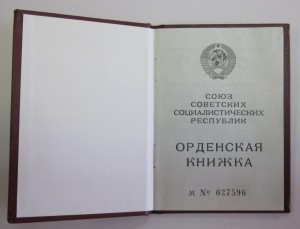 СОЮЗ
СОВЕТСКИХ
СОЦИАЛИСТИЧЕСКИХ
РЕСПУБЛИК
ОРДЕНСКАЯ
КНИЖКА
М № 027596